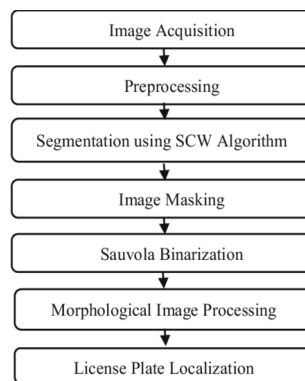 Image Acquisition
Preprocessing
Segmentation using SCW Algorithm
Image Masking
Sauvola Binarization
Morphological Image Processing
License Plate Localization